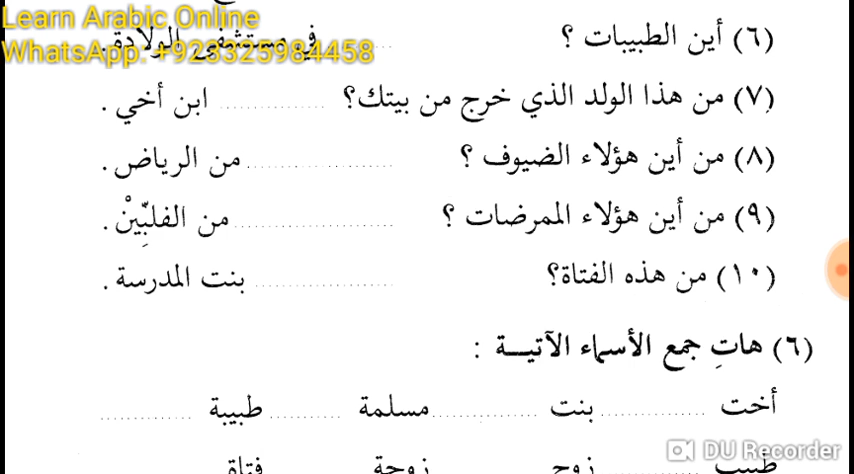 Learn Arabic Online
WhatsApp: +923325984458
(٦) أين الطبيبات ؟ .......... في مستشفى الولادة .
(٧) من هذا الولد الذي خرج من بيتك؟ .......... ابن أخي .
(٨) من أين هؤلاء الضيوف ؟ .......... من الرياض .
(٩) من أين هؤلاء الممرضات ؟ .......... من الفلبِّيْن .
(١٠) من هذه الفتاة؟ .......... بنت المدرسة .
(٦) هاتِ جمع الأسماء الآتيـــة :
أخت .......... بنت .......... مسلمة .......... طبيبة ..........
طبيب .......... زوج .......... زوجة .......... فتاة
DU Recorder